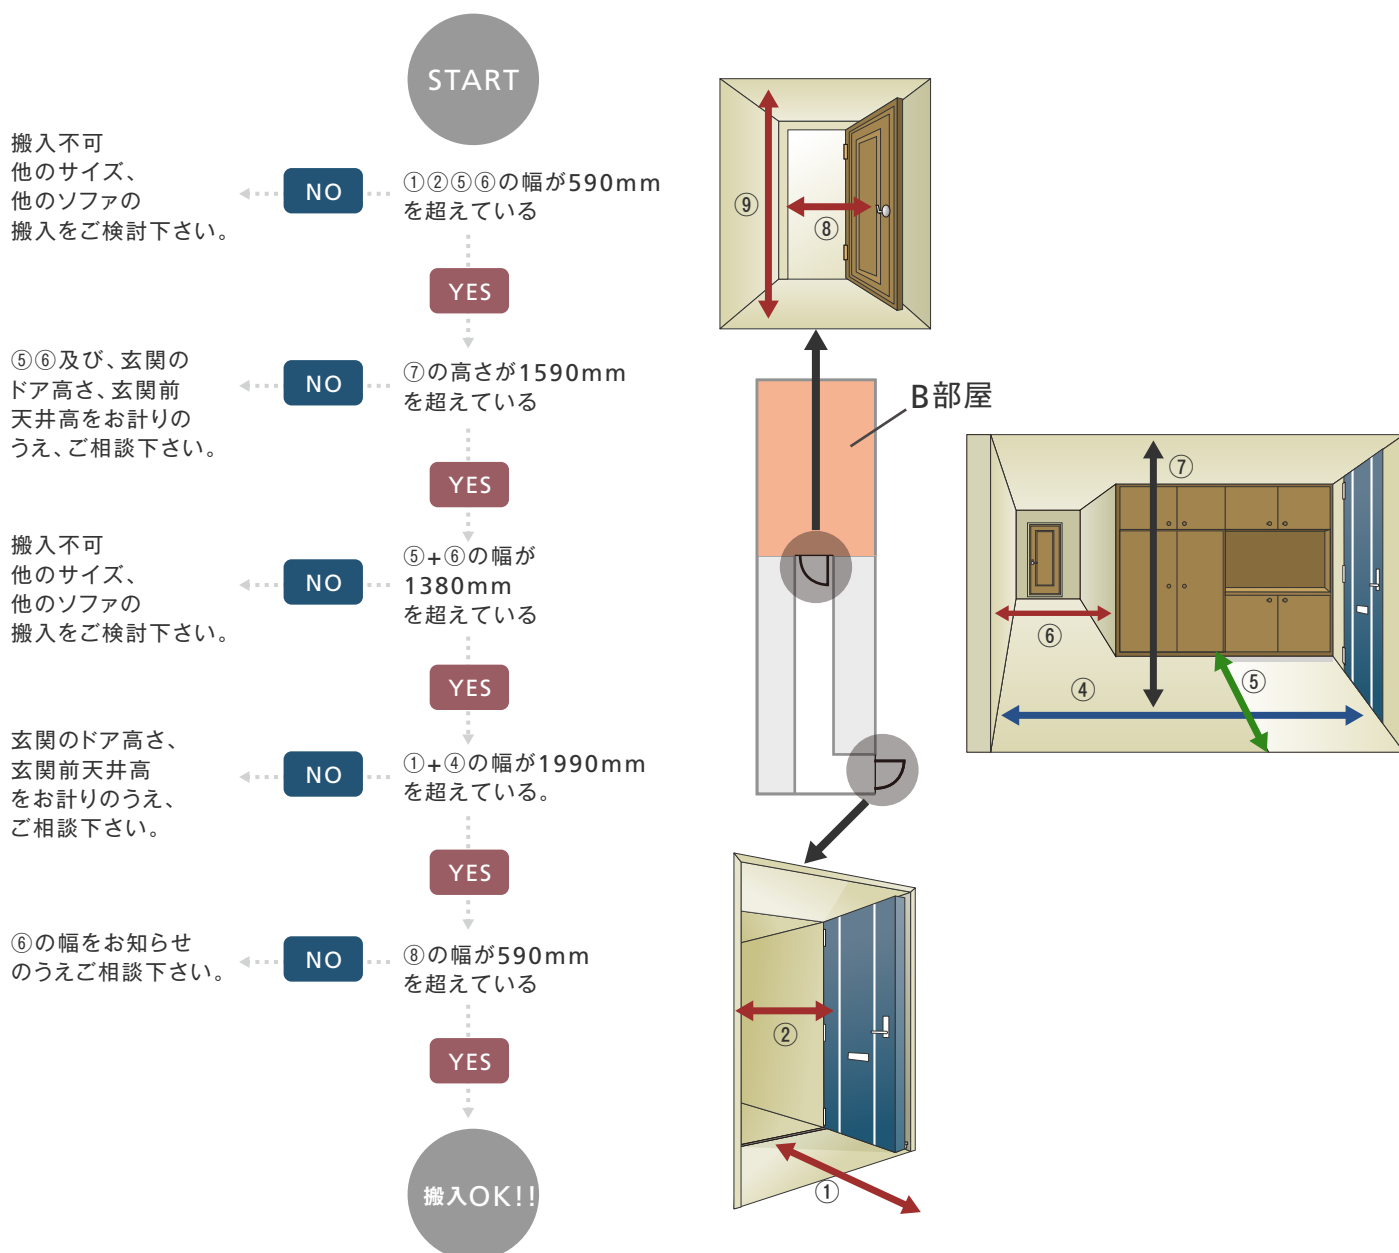 START
①②⑤⑥の幅が590mm
を超えている
NO
搬入不可
他のサイズ、
他のソファの
搬入をご検討下さい。
YES
⑦の高さが1590mm
を超えている
NO
⑤⑥及び、玄関の
ドア高さ、玄関前
天井高をお計りの
うえ、ご相談下さい。
YES
⑤+⑥の幅が
1380mm
を超えている
NO
搬入不可
他のサイズ、
他のソファの
搬入をご検討下さい。
YES
①+④の幅が1990mm
を超えている。
NO
玄関のドア高さ、
玄関前天井高
をお計りのうえ、
ご相談下さい。
YES
⑧の幅が590mm
を超えている
NO
⑥の幅をお知らせ
のうえご相談下さい。
YES
搬入OK!!
⑨
⑧
B部屋
⑦
⑥
④
⑤
②
①